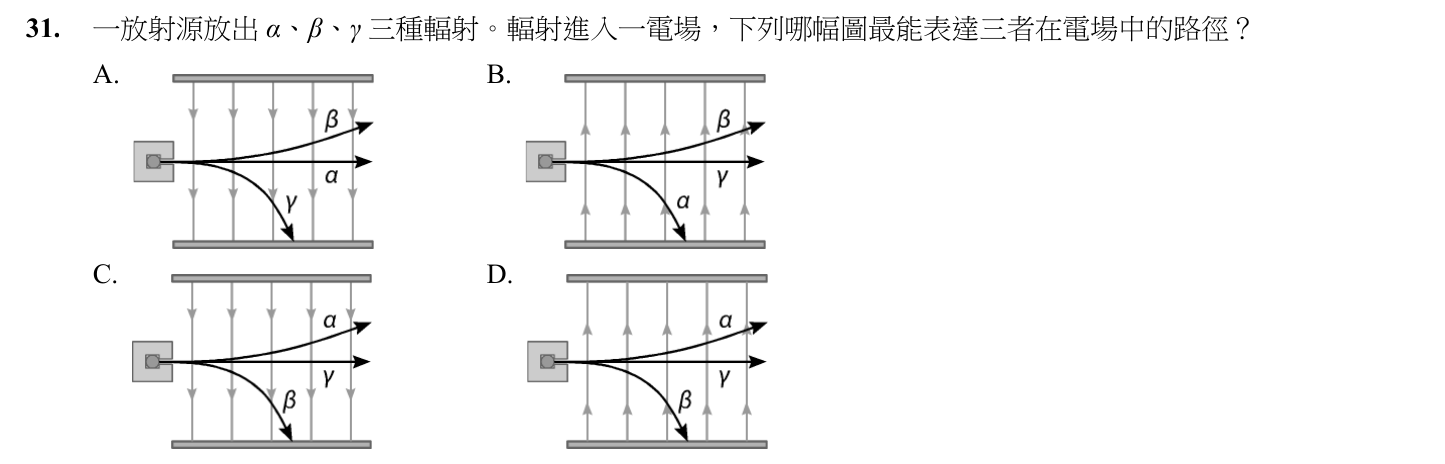 31. 一放射源放出 α、β、γ 三種輻射。輻射進入一電場，下列哪幅圖最能表達三者在電場中的路徑？
A.
β
α
γ
B.
β
γ
α
C.
α
γ
β
D.
α
γ
β